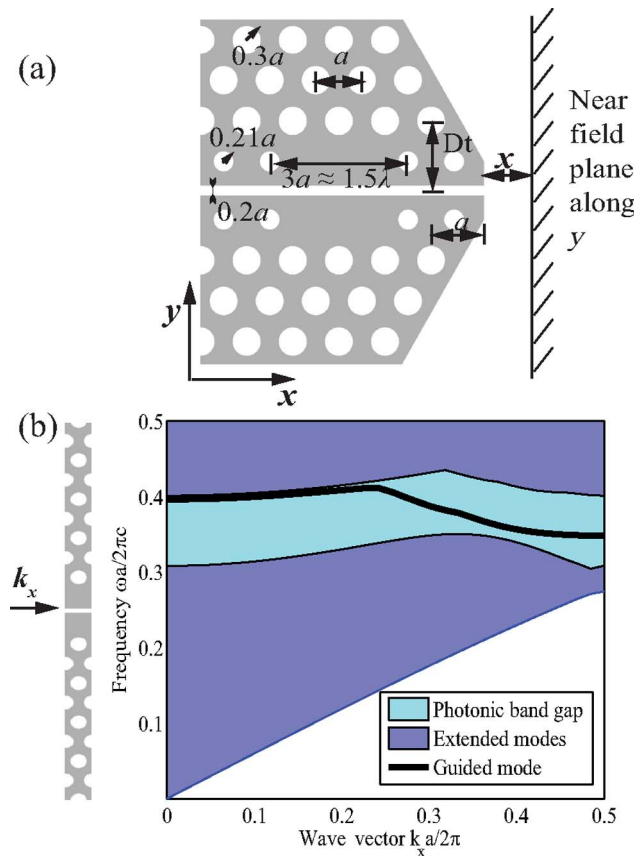 (a)
0.3a
a
0.21a
Dt
3a ≈ 1.5λ
x
0.2a
a
y
x
Near
field
plane
along
y
(b)
k_x
Frequency ωa/2πc
0.5
0.4
0.3
0.2
0.1
Photonic band gap
Extended modes
Guided mode
0 0.1 0.2 0.3 0.4 0.5
Wave vector k_x a/2π